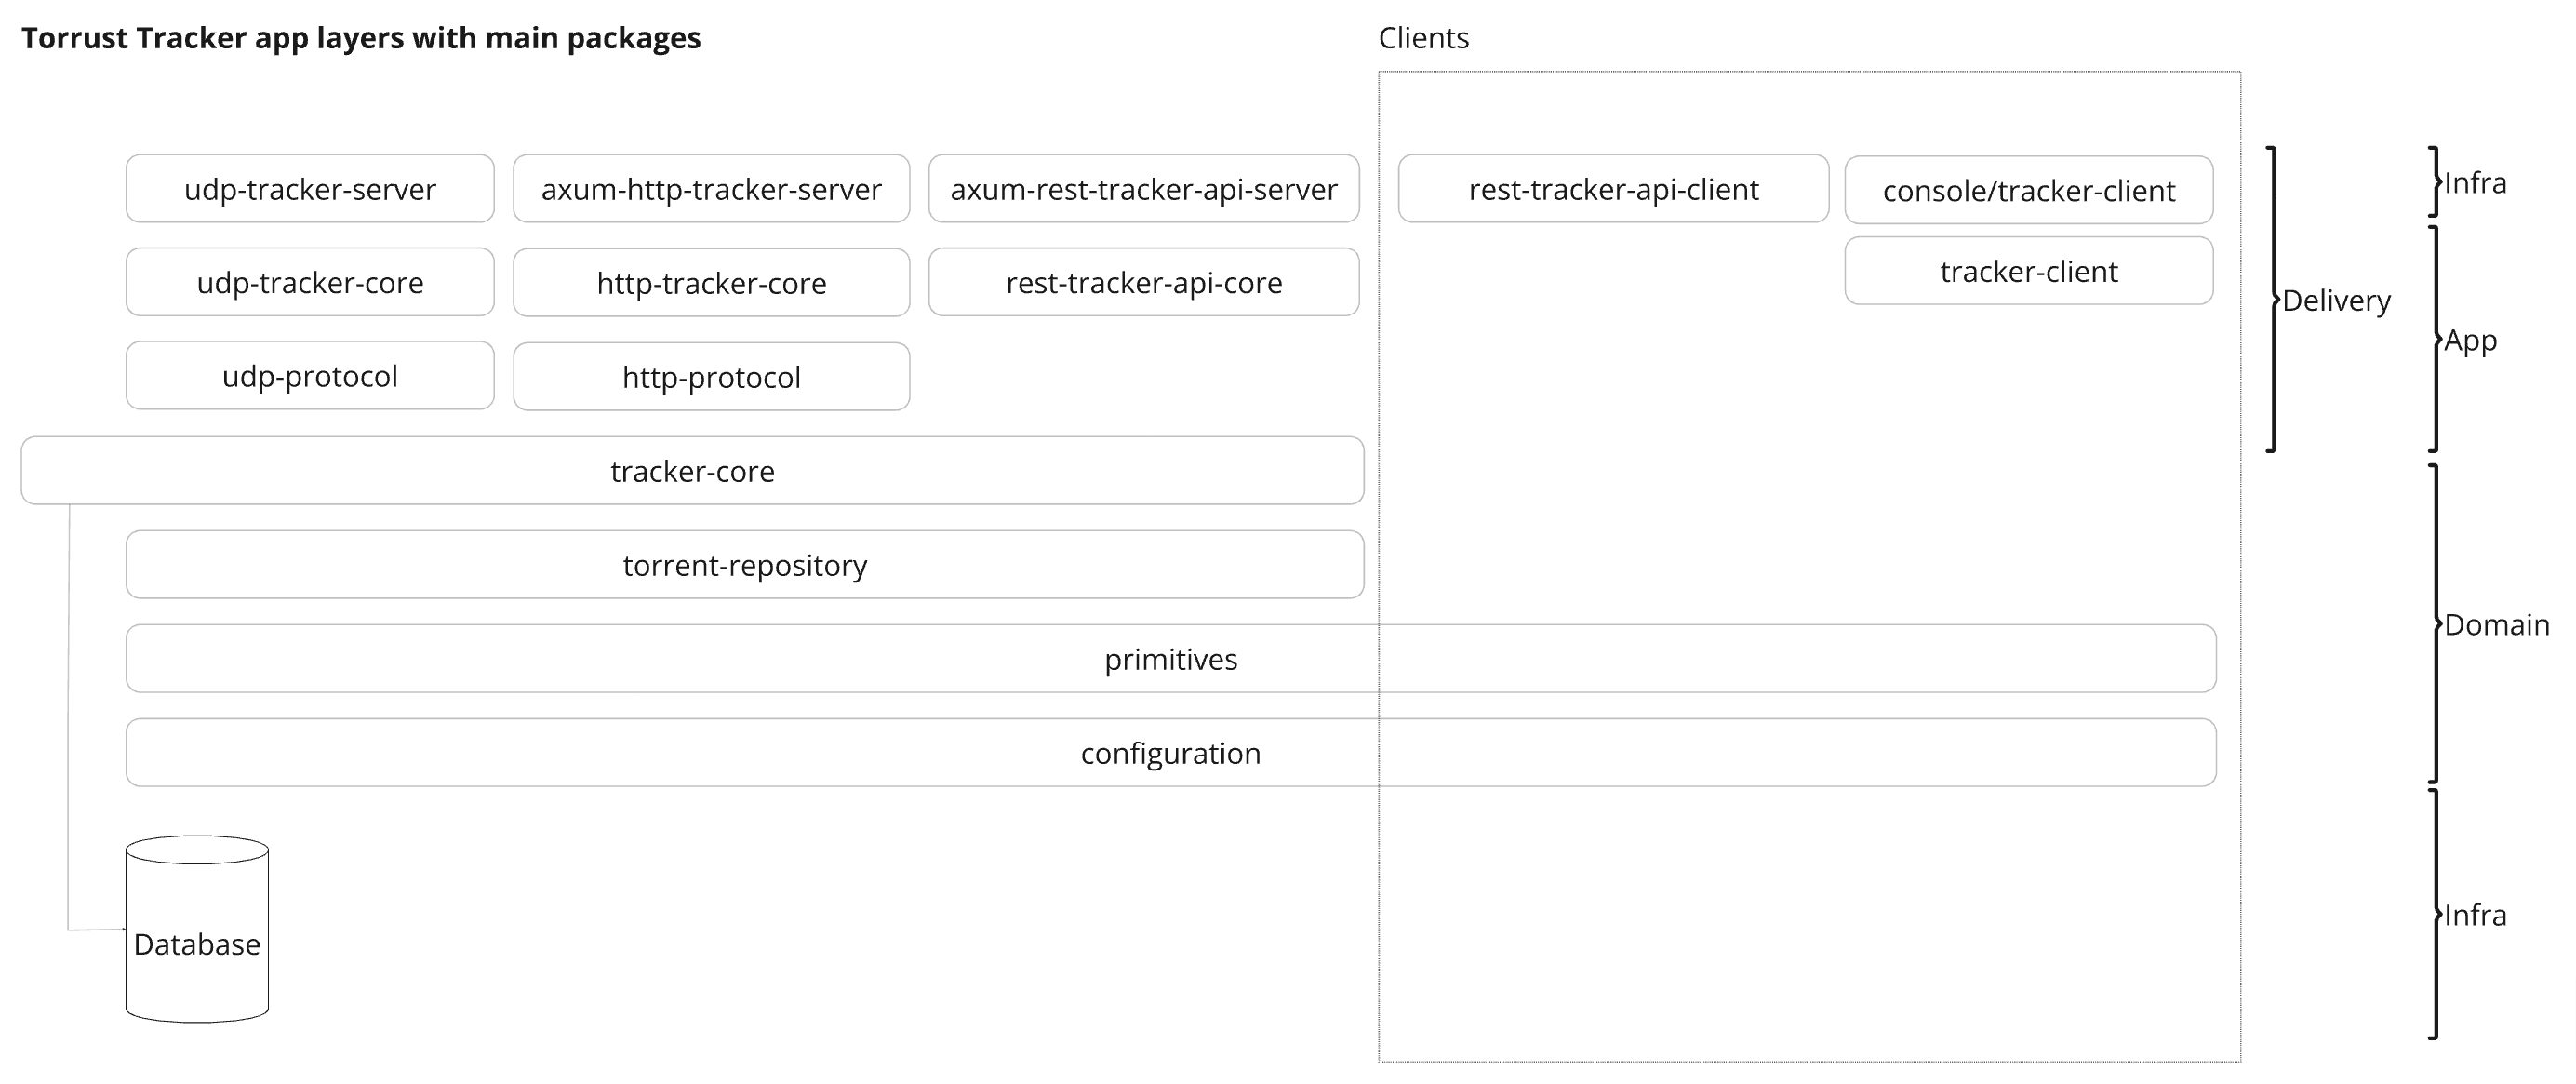 Torrust Tracker app layers with main packages
Clients
udp-tracker-server
axum-http-tracker-server
axum-rest-tracker-api-server
rest-tracker-api-client
console/tracker-client
Infra
udp-tracker-core
http-tracker-core
rest-tracker-api-core
tracker-client
Delivery
App
udp-protocol
http-protocol
tracker-core
torrent-repository
Domain
primitives
configuration
Infra
Database